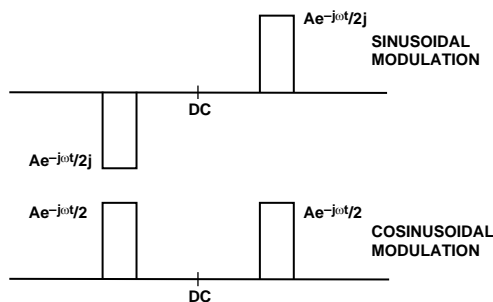 Ae⁻ʲωᵗ/2j
SINUSOIDAL
MODULATION
DC
Ae⁻ʲωᵗ/2j
Ae⁻ʲωᵗ/2
Ae⁻ʲωᵗ/2
COSINUSOIDAL
MODULATION
DC